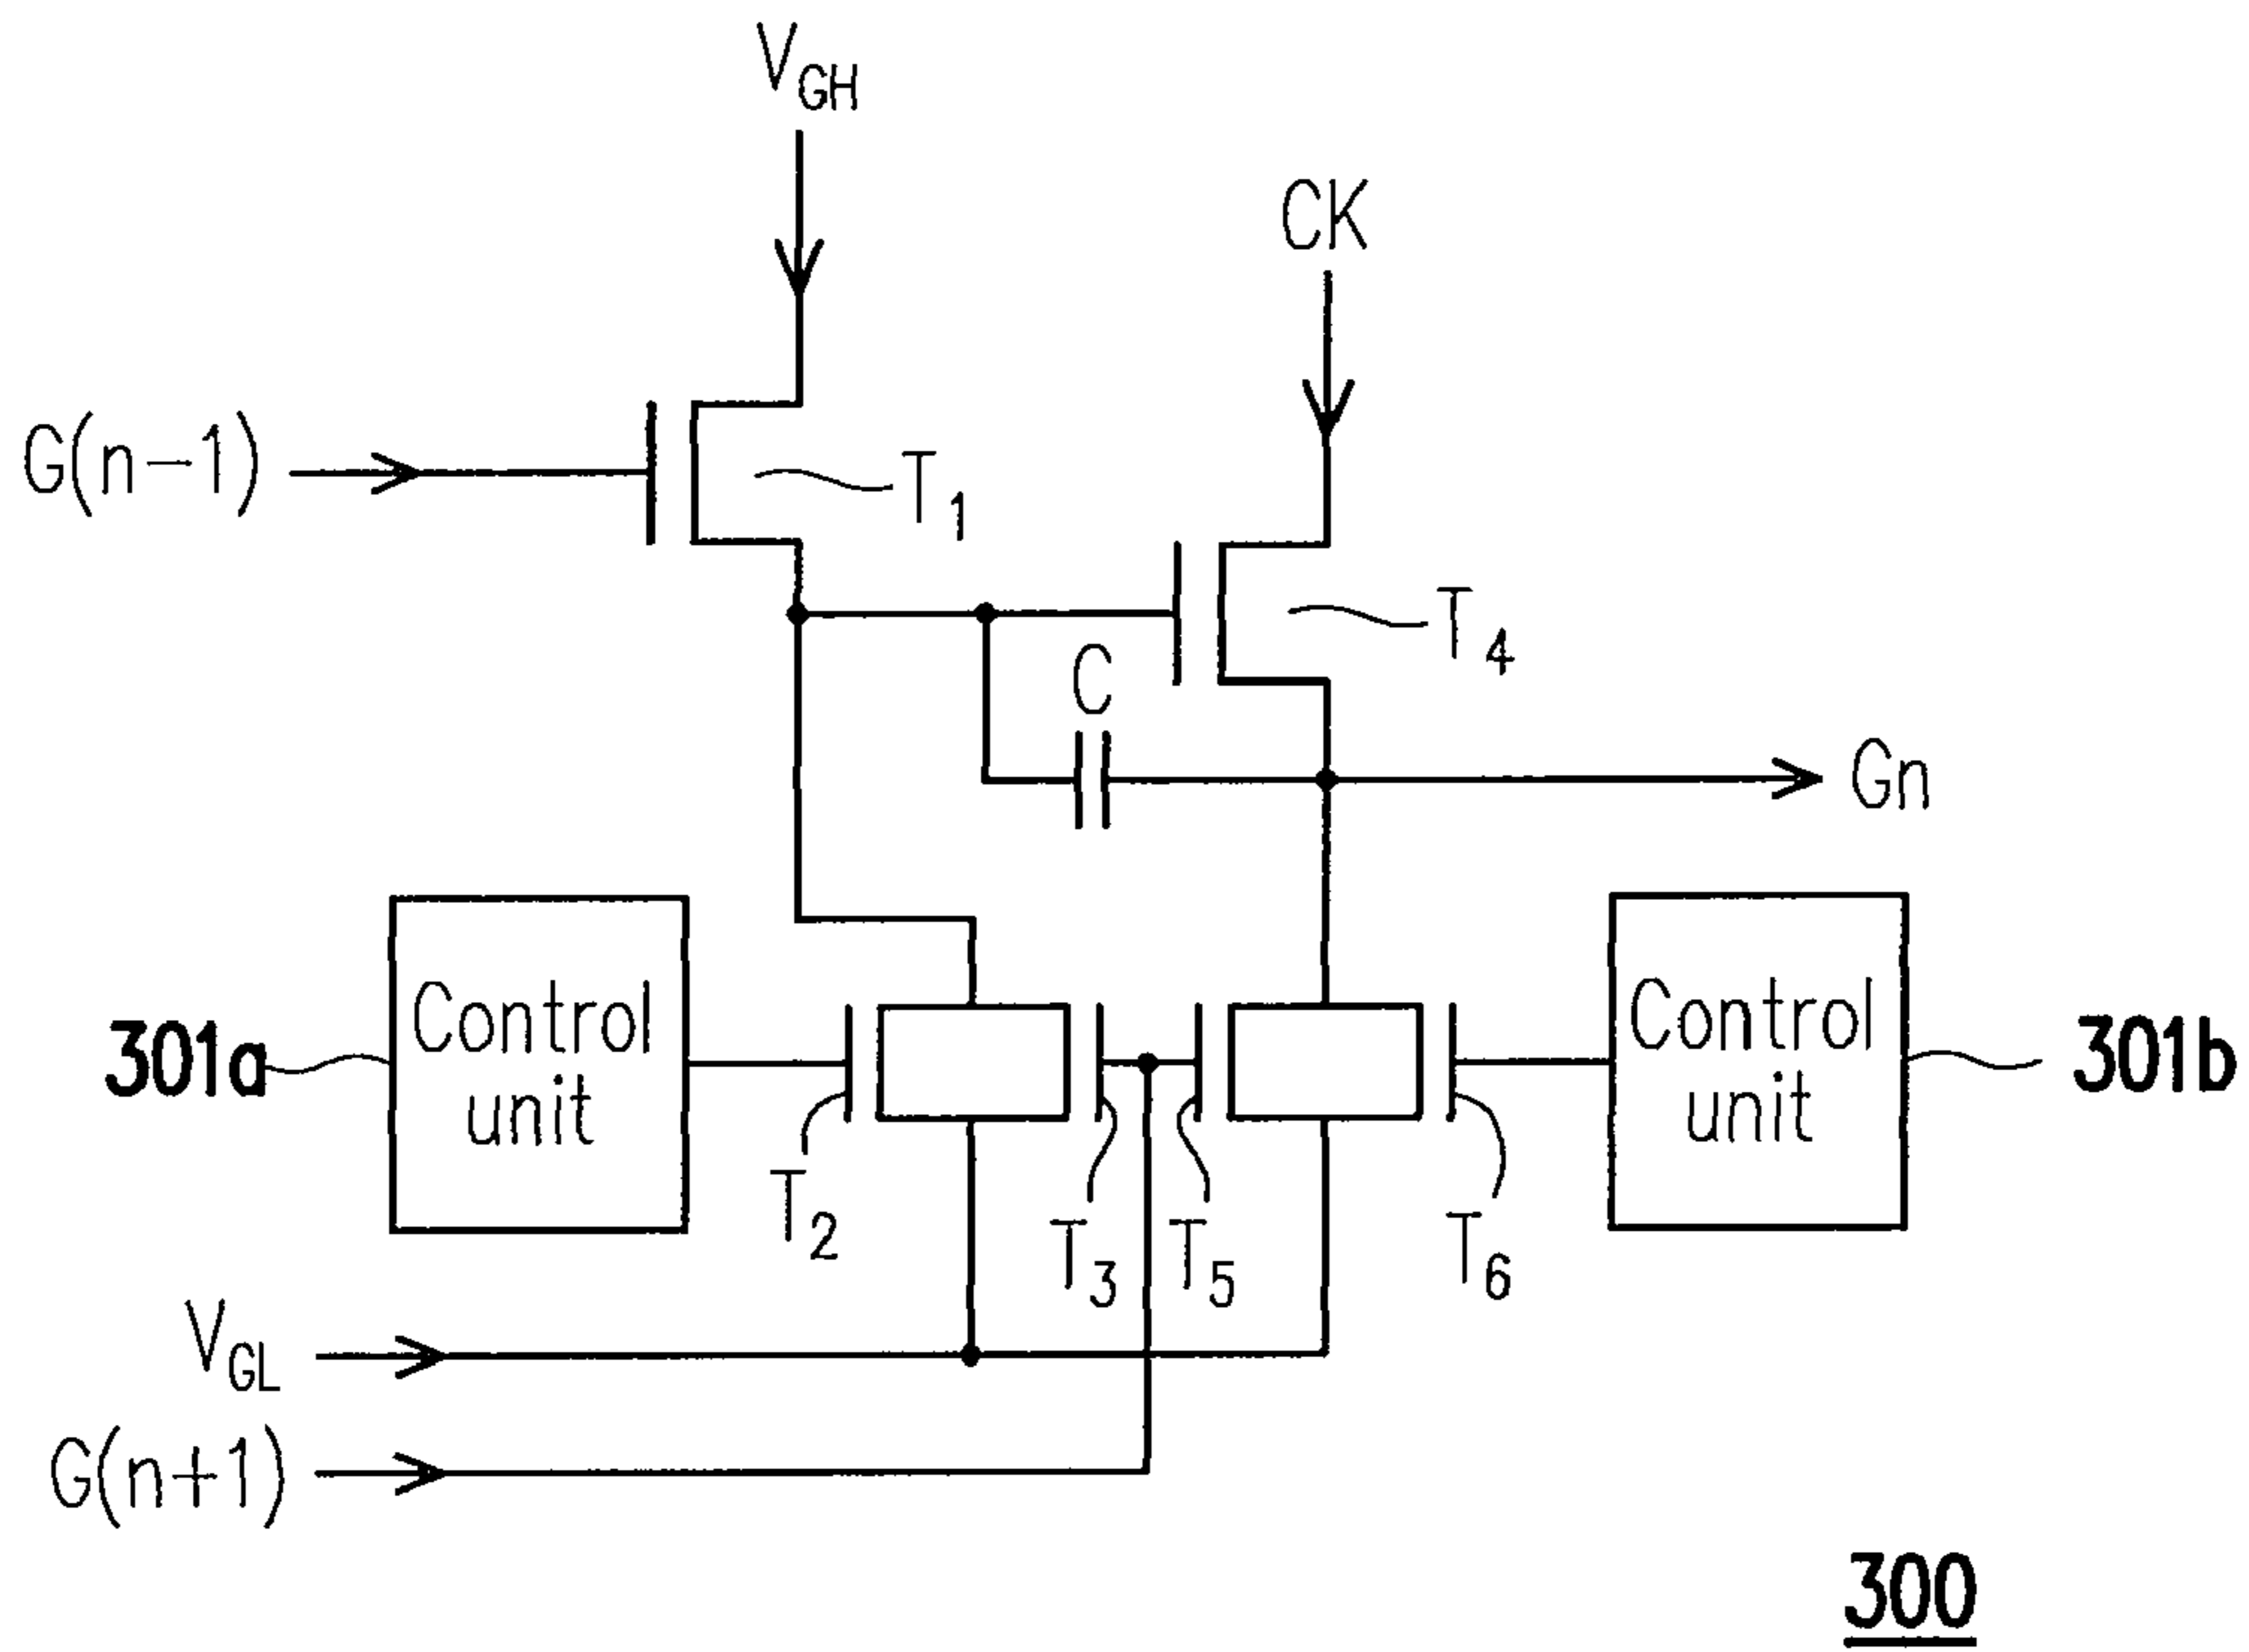 V_GH
CK
G(n-1)
T_1
T_4
C
Gn
Control
unit
Control
unit
301a
301b
T_2
T_3
T_5
T_6
V_GL
G(n+1)
300